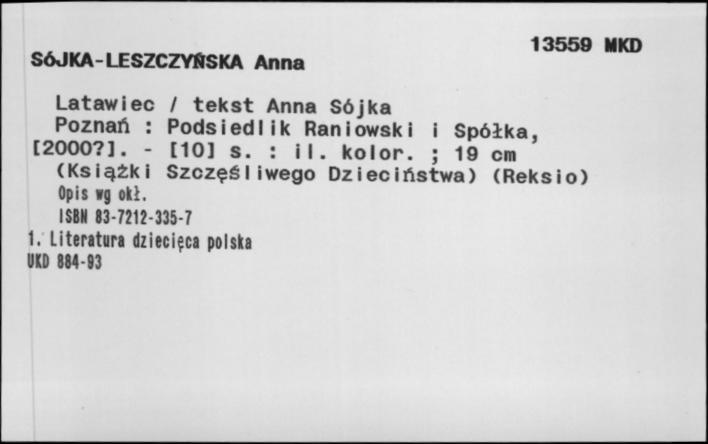 13559 MKD
SÓJKA-LESZCZYŃSKA Anna
Latawiec / tekst Anna Sójka
Poznań : Podsiedlik Raniowski i Spółka,
[2000?]. - [10] s. : il. kolor. ; 19 cm
(Książki Szczęśliwego Dzieciństwa) (Reksio)
Opis wg okł.
ISBN 83-7212-335-7
1. Literatura dziecięca polska
UKD 884-93